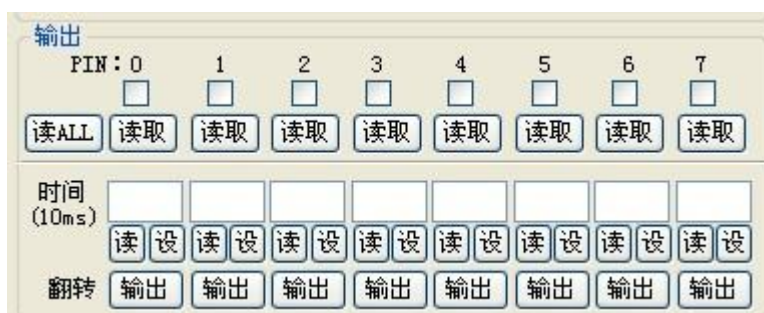 输出
PIN：0 1 2 3 4 5 6 7
读ALL 读取 读取 读取 读取 读取 读取 读取 读取
时间
(10ms)
读 设 读 设 读 设 读 设 读 设 读 设 读 设 读 设
翻转 输出 输出 输出 输出 输出 输出 输出 输出